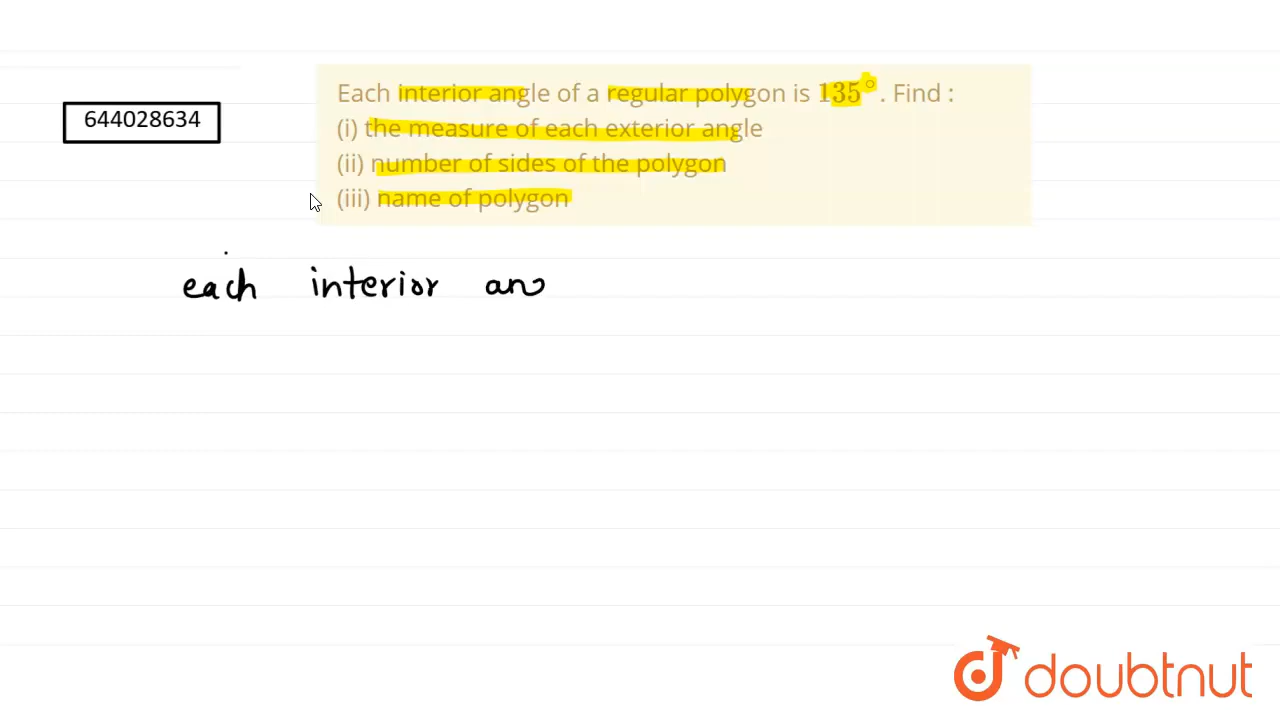 644028634
Each interior angle of a regular polygon is 135° . Find :
(i) the measure of each exterior angle
(ii) number of sides of the polygon
(iii) name of polygon
each interior an
doubtnut